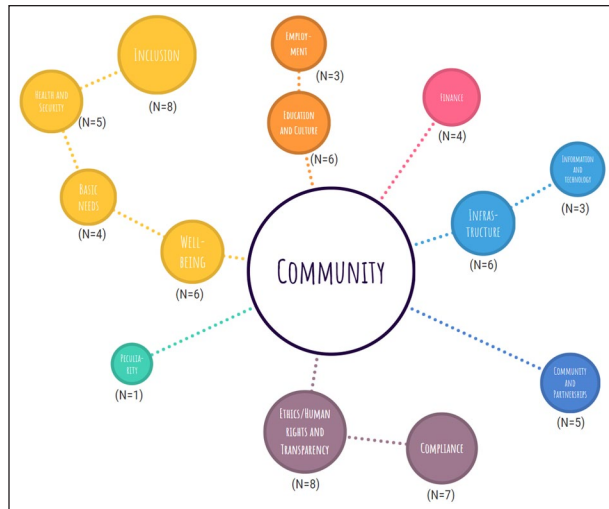 Inclusion
(N=8)
Health and
Security
(N=5)
Basic
needs
(N=4)
Well-
being
(N=6)
Employ-
ment
(N=3)
Education
and Culture
(N=6)
Finance
(N=4)
Information and
Technology
(N=3)
Infras-
tructure
(N=6)
Community
Peculia-
rity
(N=1)
Community
and
Partnerships
(N=5)
Ethics/Human
rights and
Transparency
(N=8)
Compliance
(N=7)